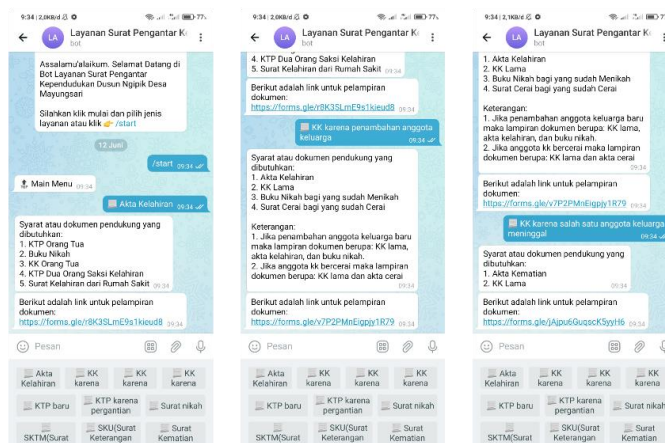 9:34 | 2,0KB/d
77%
Layanan Surat Pengantar K
LA
bot
Assalamu'alaikum. Selamat Datang di
Bot Layanan Surat Pengantar
Kependudukan Dusun Ngipik Desa
Mayungsari
Silahkan klik mulai dan pilih jenis
layanan atau klik 👉 /start
12 Juni
/start 09:34
Main Menu 09:34
Akta Kelahiran 09:34
Syarat atau dokumen pendukung yang
dibutuhkan:
1. KTP Orang Tua
2. Buku Nikah
3. KK Orang Tua
4. KTP Dua Orang Saksi Kelahiran
5. Surat Kelahiran dari Rumah Sakit 09:34
Berikut adalah link untuk pelampiran
dokumen:
https://forms.gle/r8K3SLmE9s1kieud8 09:34
Pesan
Akta Kelahiran
KK karena
KK karena
KK karena
KTP baru
KTP karena pergantian
Surat nikah
SKTM(Surat
SKU(Surat Keterangan
Surat Kematian
9:34 | 2,0KB/d
77%
Layanan Surat Pengantar K
LA
bot
4. KTP Dua Orang Saksi Kelahiran
5. Surat Kelahiran dari Rumah Sakit 09:34
Berikut adalah link untuk pelampiran
dokumen:
https://forms.gle/r8K3SLmE9s1kieud8 09:34
KK karena penambahan anggota
keluarga 09:34
Syarat atau dokumen pendukung yang
dibutuhkan:
1. Akta Kelahiran
2. KK Lama
3. Buku Nikah bagi yang sudah Menikah
4. Surat Cerai bagi yang sudah Cerai
Keterangan:
1. Jika penambahan anggota keluarga baru
maka lampiran dokumen berupa: KK lama,
akta kelahiran, dan buku nikah.
2. Jika anggota kk bercerai maka lampiran
dokumen berupa: KK lama dan akta cerai
09:34
Berikut adalah link untuk pelampiran
dokumen:
https://forms.gle/v7P2PMnEigpjy1R79 09:34
Pesan
Akta Kelahiran
KK karena
KK karena
KK karena
KTP baru
KTP karena pergantian
Surat nikah
SKTM(Surat
SKU(Surat Keterangan
Surat Kematian
9:34 | 2,1KB/d
77%
Layanan Surat Pengantar K
LA
bot
1. Akta Kelahiran
2. KK Lama
3. Buku Nikah bagi yang sudah Menikah
4. Surat Cerai bagi yang sudah Cerai
Keterangan:
1. Jika penambahan anggota keluarga baru
maka lampiran dokumen berupa: KK lama,
akta kelahiran, dan buku nikah.
2. Jika anggota kk bercerai maka lampiran
dokumen berupa: KK lama dan akta cerai
09:34
Berikut adalah link untuk pelampiran
dokumen:
https://forms.gle/v7P2PMnEigpjy1R79 09:34
KK karena salah satu anggota keluarga
meninggal 09:34
Syarat atau dokumen pendukung yang
dibutuhkan:
1. Akta Kematian
2. KK Lama 09:34
Berikut adalah link untuk pelampiran
dokumen:
https://forms.gle/jAjpu6GuqscK5yyH6 09:34
Pesan
Akta Kelahiran
KK karena
KK karena
KK karena
KTP baru
KTP karena pergantian
Surat nikah
SKTM(Surat
SKU(Surat Keterangan
Surat Kematian